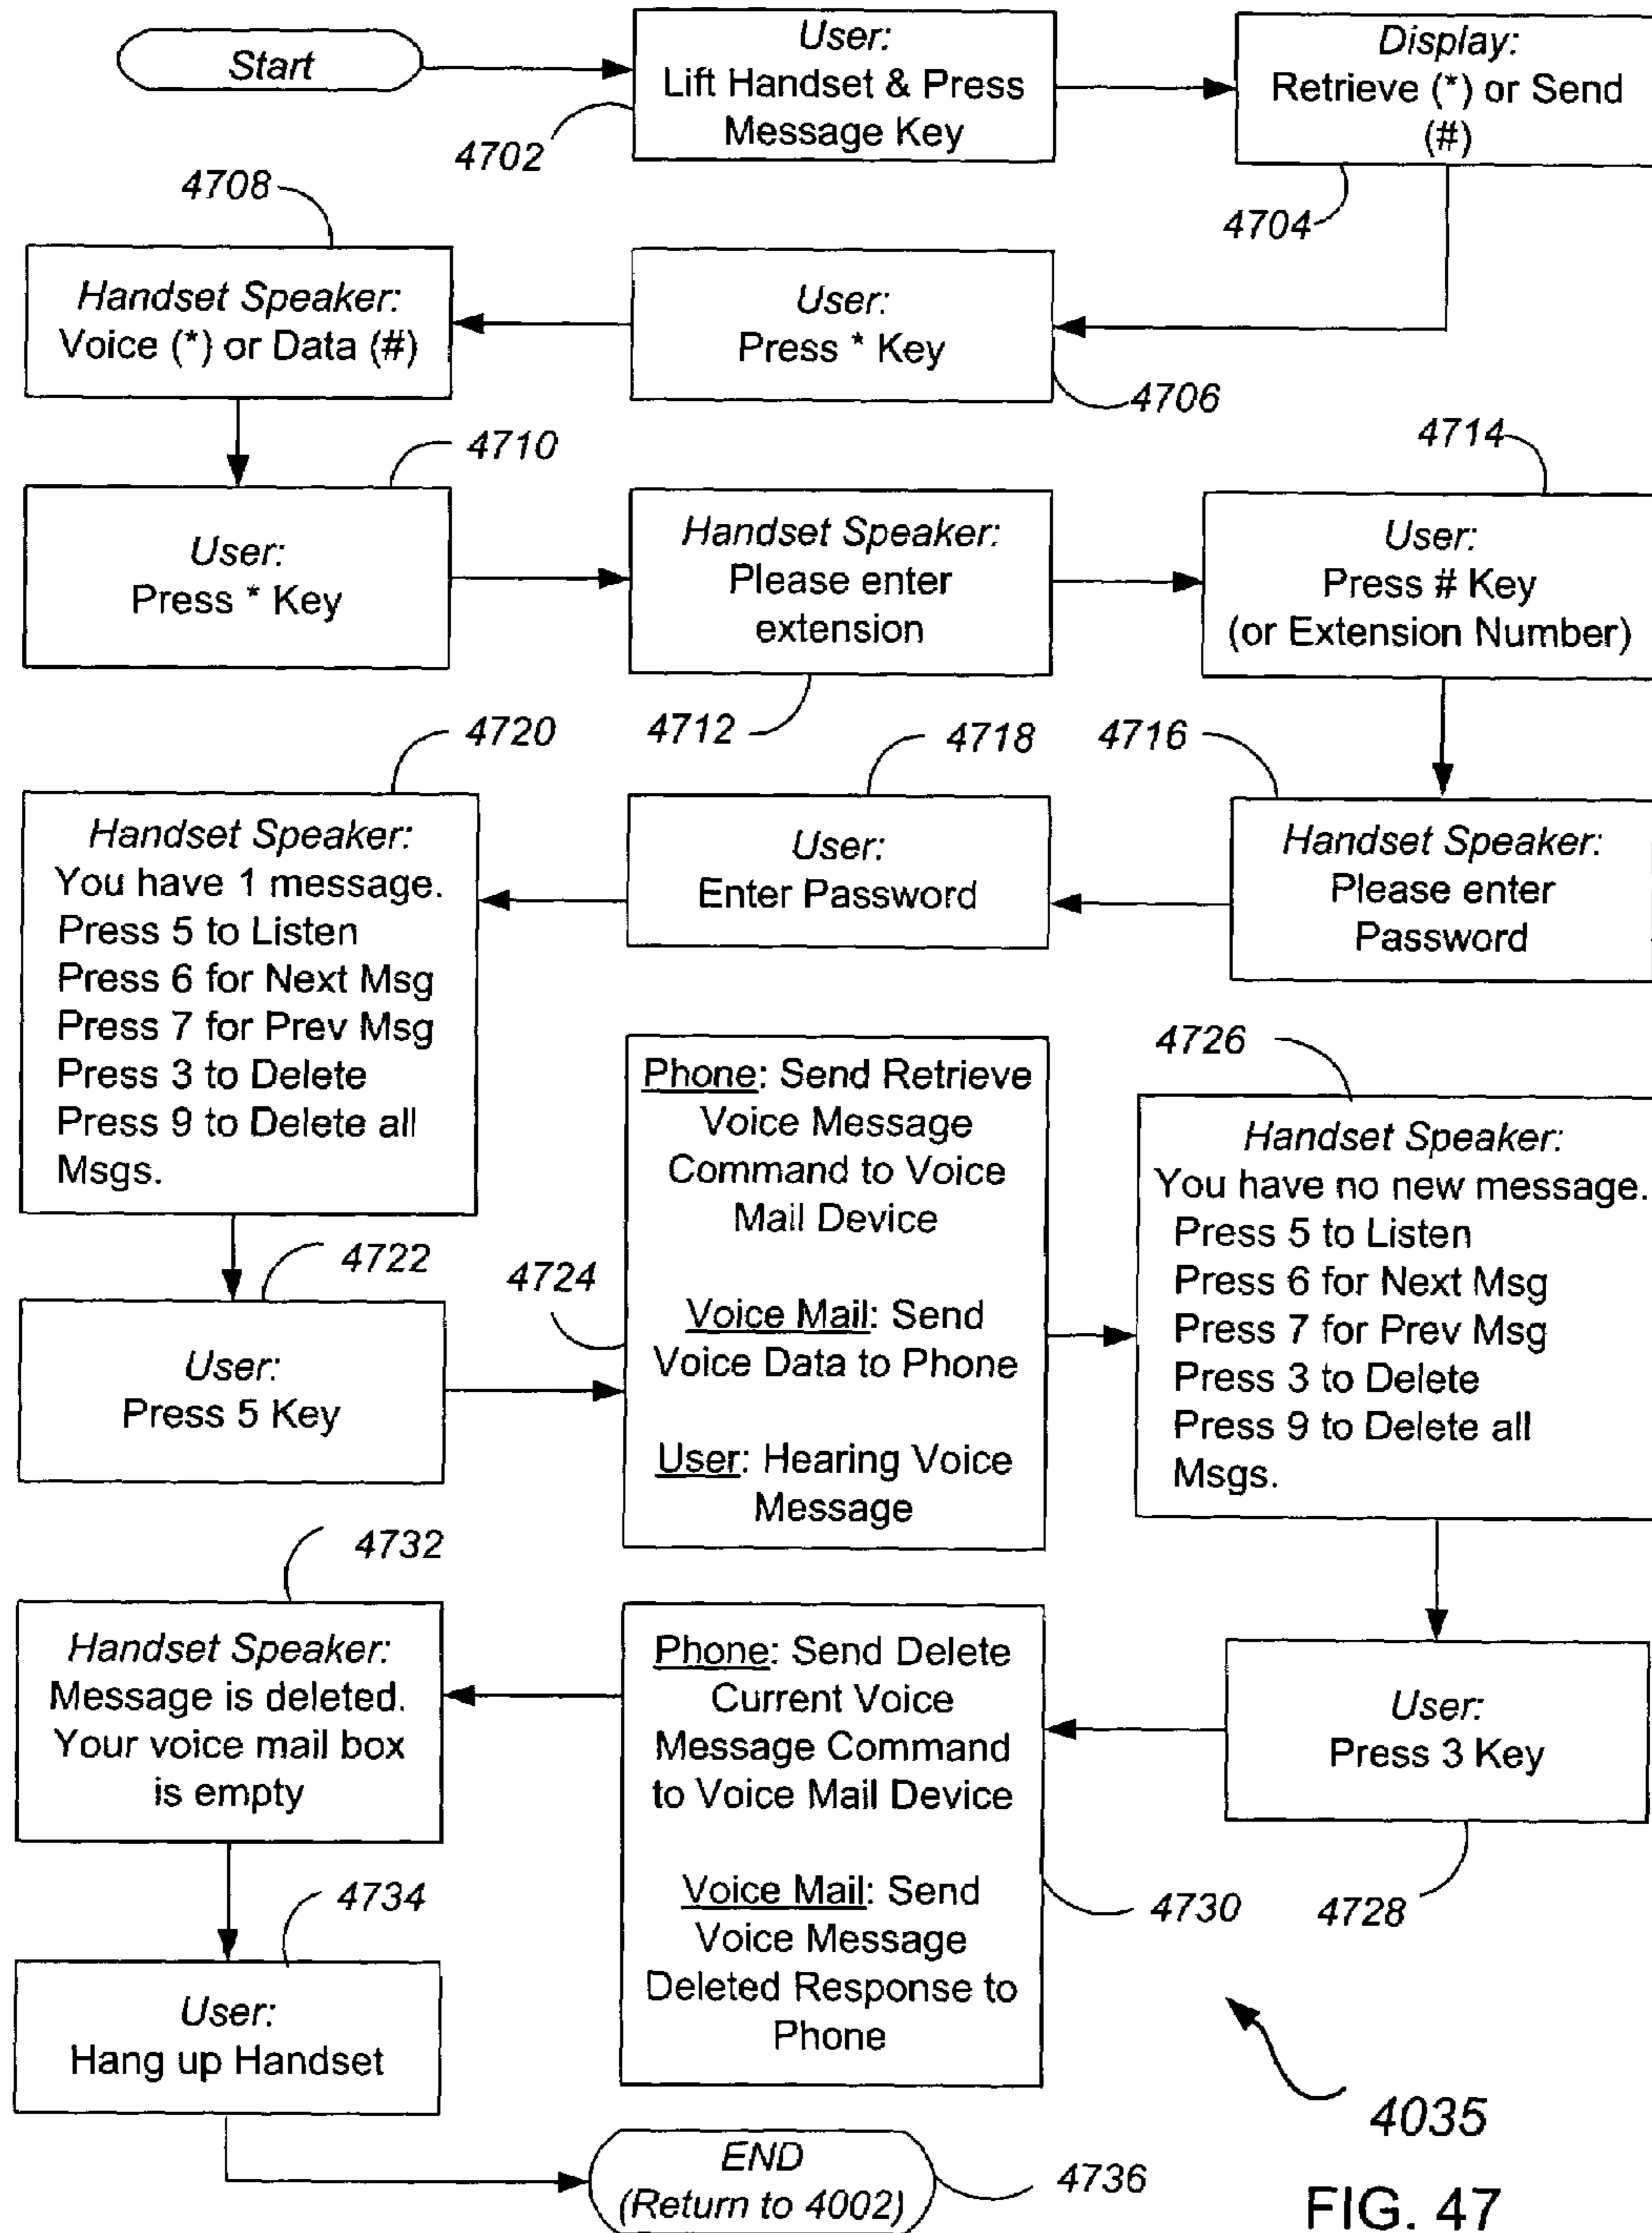 Start
User:
Lift Handset & Press
Message Key
4702
Display:
Retrieve (*) or Send
(#)
4704
User:
Press * Key
4706
4708
Handset Speaker:
Voice (*) or Data (#)
4710
User:
Press * Key
Handset Speaker:
Please enter
extension
4712
4714
User:
Press # Key
(or Extension Number)
4716
Handset Speaker:
Please enter
Password
4718
User:
Enter Password
4720
Handset Speaker:
You have 1 message.
Press 5 to Listen
Press 6 for Next Msg
Press 7 for Prev Msg
Press 3 to Delete
Press 9 to Delete all
Msgs.
4722
User:
Press 5 Key
4724
Phone: Send Retrieve
Voice Message
Command to Voice
Mail Device
Voice Mail: Send
Voice Data to Phone
User: Hearing Voice
Message
4726
Handset Speaker:
You have no new message.
Press 5 to Listen
Press 6 for Next Msg
Press 7 for Prev Msg
Press 3 to Delete
Press 9 to Delete all
Msgs.
User:
Press 3 Key
4728
Phone: Send Delete
Current Voice
Message Command
to Voice Mail Device
Voice Mail: Send
Voice Message
Deleted Response to
Phone
4730
4732
Handset Speaker:
Message is deleted.
Your voice mail box
is empty
4734
User:
Hang up Handset
END
(Return to 4002)
4736
4035
FIG. 47